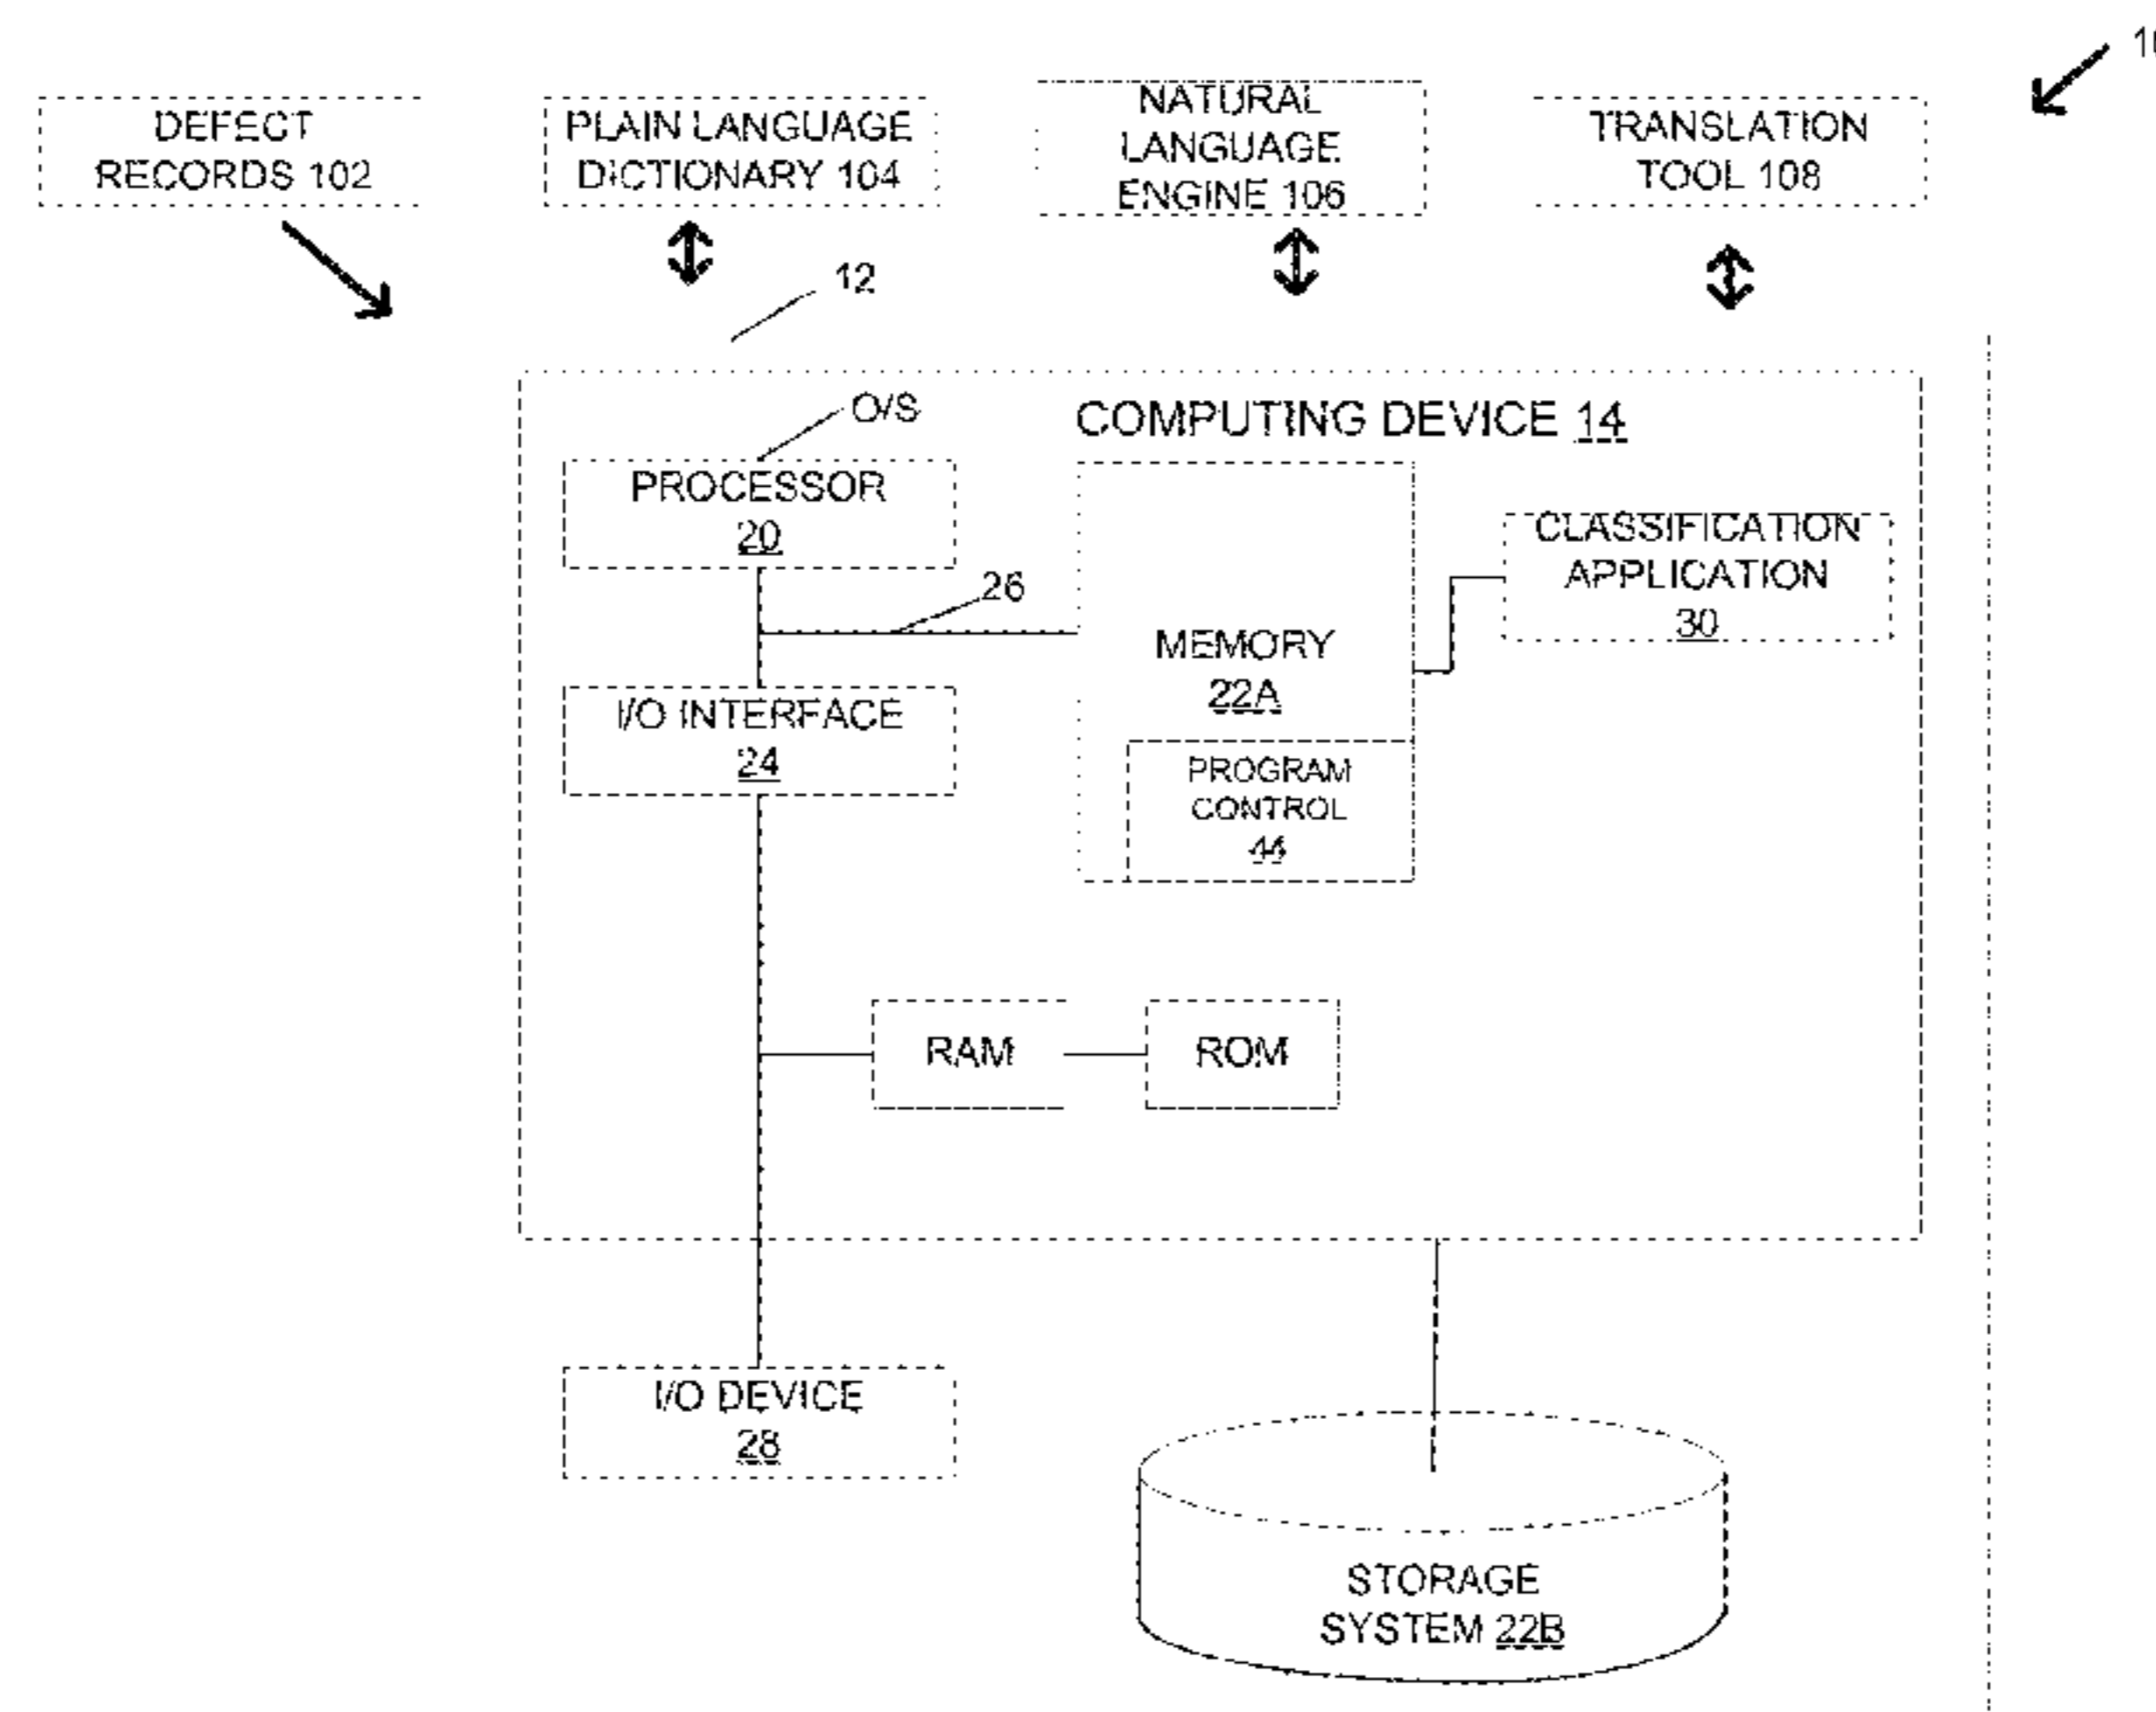 DEFECT
RECORDS 102
PLAIN LANGUAGE
DICTIONARY 104
NATURAL
LANGUAGE
ENGINE 106
TRANSLATION
TOOL 108
12
O/S
COMPUTING DEVICE 14
PROCESSOR
20
26
CLASSIFICATION
APPLICATION
30
MEMORY
22A
I/O INTERFACE
24
PROGRAM
CONTROL
44
RAM
ROM
I/O DEVICE
28
STORAGE
SYSTEM 22B